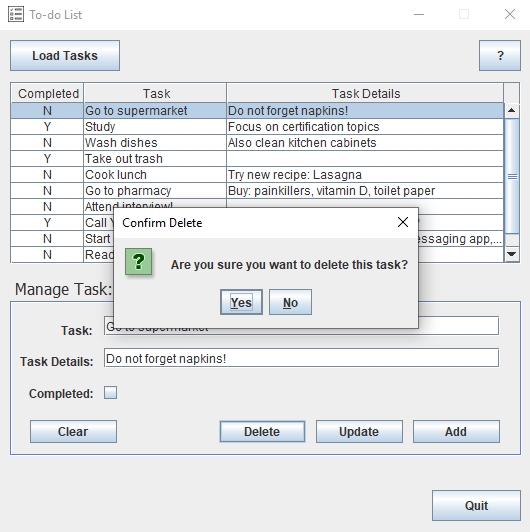 To-do List
Load Tasks ?
Completed Task Task Details
N Go to supermarket Do not forget napkins!
Y Study Focus on certification topics
N Wash dishes Also clean kitchen cabinets
Y Take out trash
N Cook lunch Try new recipe: Lasagna
N Go to pharmacy Buy: painkillers, vitamin D, toilet paper
N Attend interview!
Y Call
N Start essaging app,...
N Read
Confirm Delete
? Are you sure you want to delete this task?
Yes No
Manage Task:
Task: Go to supermarket
Task Details: Do not forget napkins!
Completed:
Clear Delete Update Add
Quit